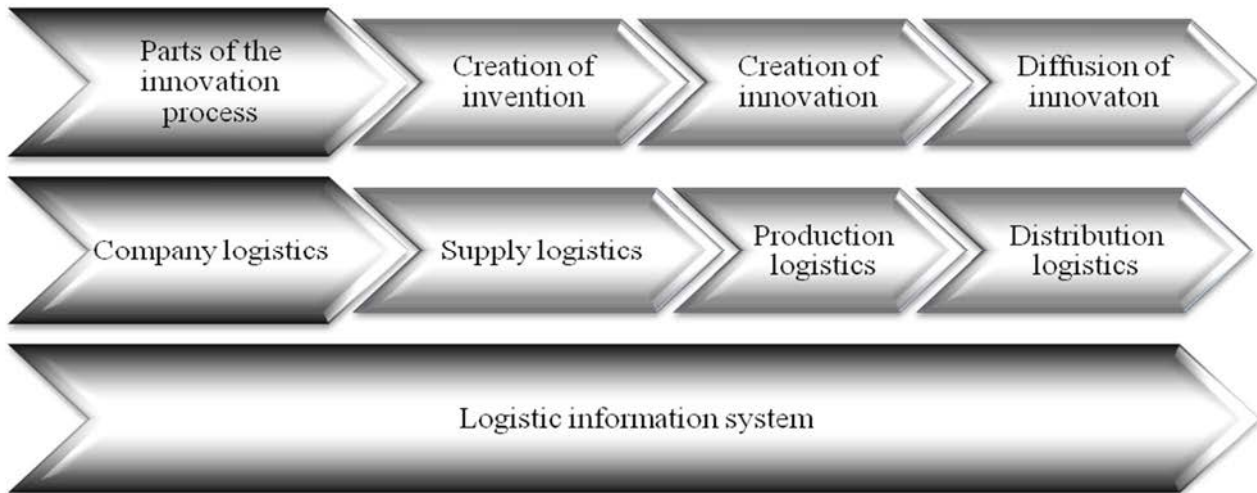 Parts of the
innovation
process
Creation of
invention
Creation of
innovation
Diffusion of
innovaton
Company logistics
Supply logistics
Production
logistics
Distribution
logistics
Logistic information system